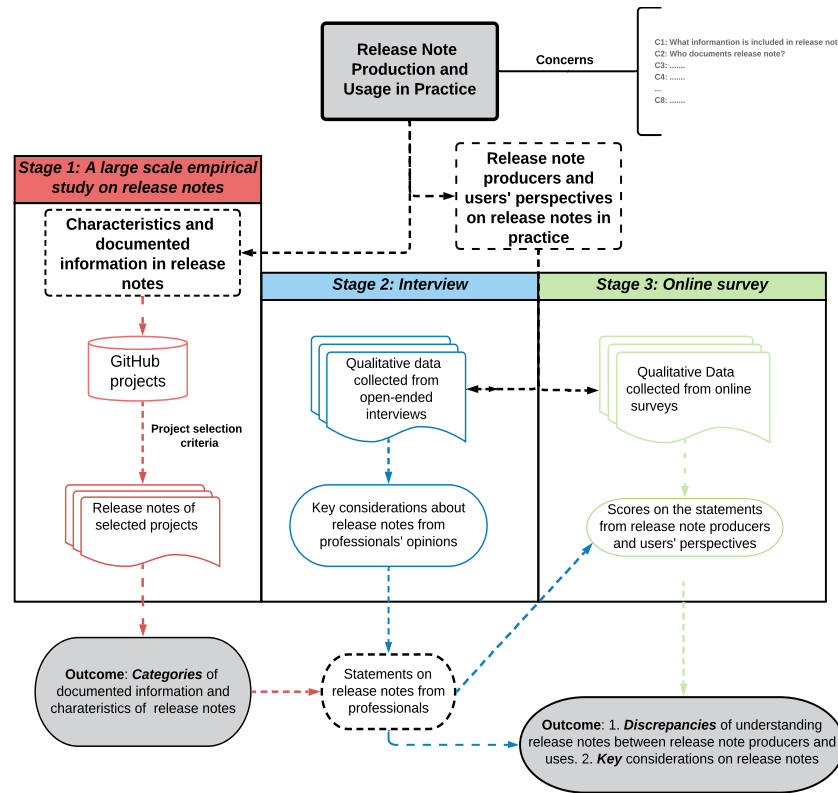 Release Note
Production and
Usage in Practice
Concerns
C1: What informantion is included in release not
C2: Who documents release note?
C3: .......
C4: .......
...
C8: .......
Stage 1: A large scale empirical
study on release notes
Release note
producers and
users' perspectives
on release notes in
practice
Characteristics and
documented
information in release
notes
Stage 2: Interview
Stage 3: Online survey
GitHub
projects
Project selection
criteria
Release notes of
selected projects
Qualitative data
collected from
open-ended
interviews
Qualitative Data
collected from online
surveys
Key considerations about
release notes from
professionals' opinions
Scores on the statements
from release note producers
and users' perspectives
Outcome: Categories of
documented information and
charateristics of release notes
Statements on
release notes from
professionals
Outcome: 1. Discrepancies of understanding
release notes between release note producers and
uses. 2. Key considerations on release notes